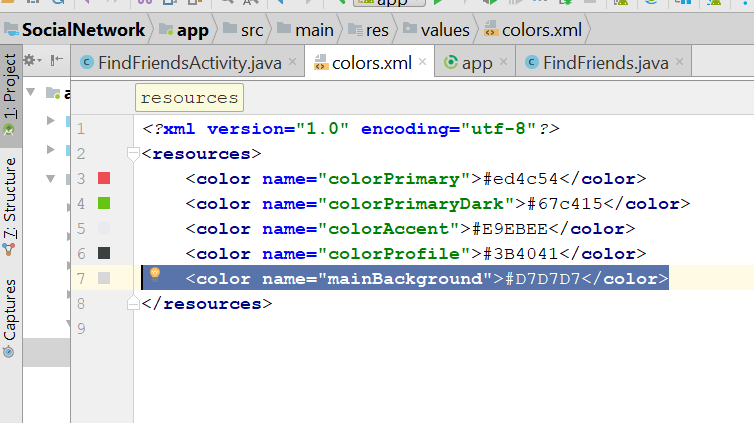 app
SocialNetwork app src main res values colors.xml
FindFriendsActivity.java colors.xml app FindFriends.java
1: Project
7: Structure
Captures
resources
1 <?xml version="1.0" encoding="utf-8"?>
2 <resources>
3 <color name="colorPrimary">#ed4c54</color>
4 <color name="colorPrimaryDark">#67c415</color>
5 <color name="colorAccent">#E9EBEE</color>
6 <color name="colorProfile">#3B4041</color>
7 <color name="mainBackground">#D7D7D7</color>
8 </resources>
9